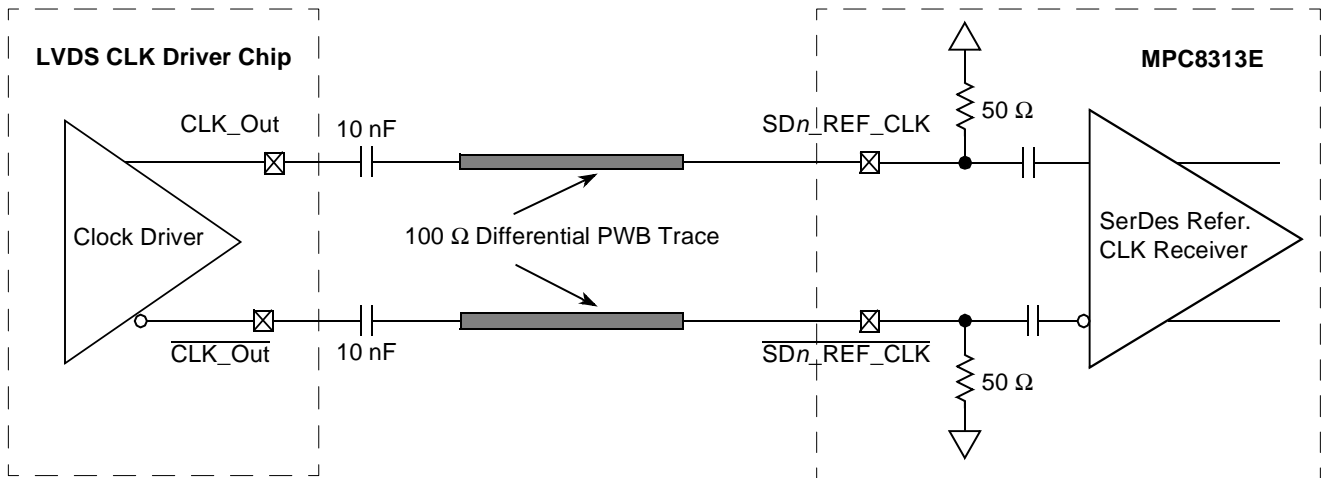 LVDS CLK Driver Chip
MPC8313E
50 Ω
CLK_Out
10 nF
SDn_REF_CLK
Clock Driver
100 Ω Differential PWB Trace
SerDes Refer.
CLK Receiver
CLK_Out
10 nF
SDn_REF_CLK
50 Ω